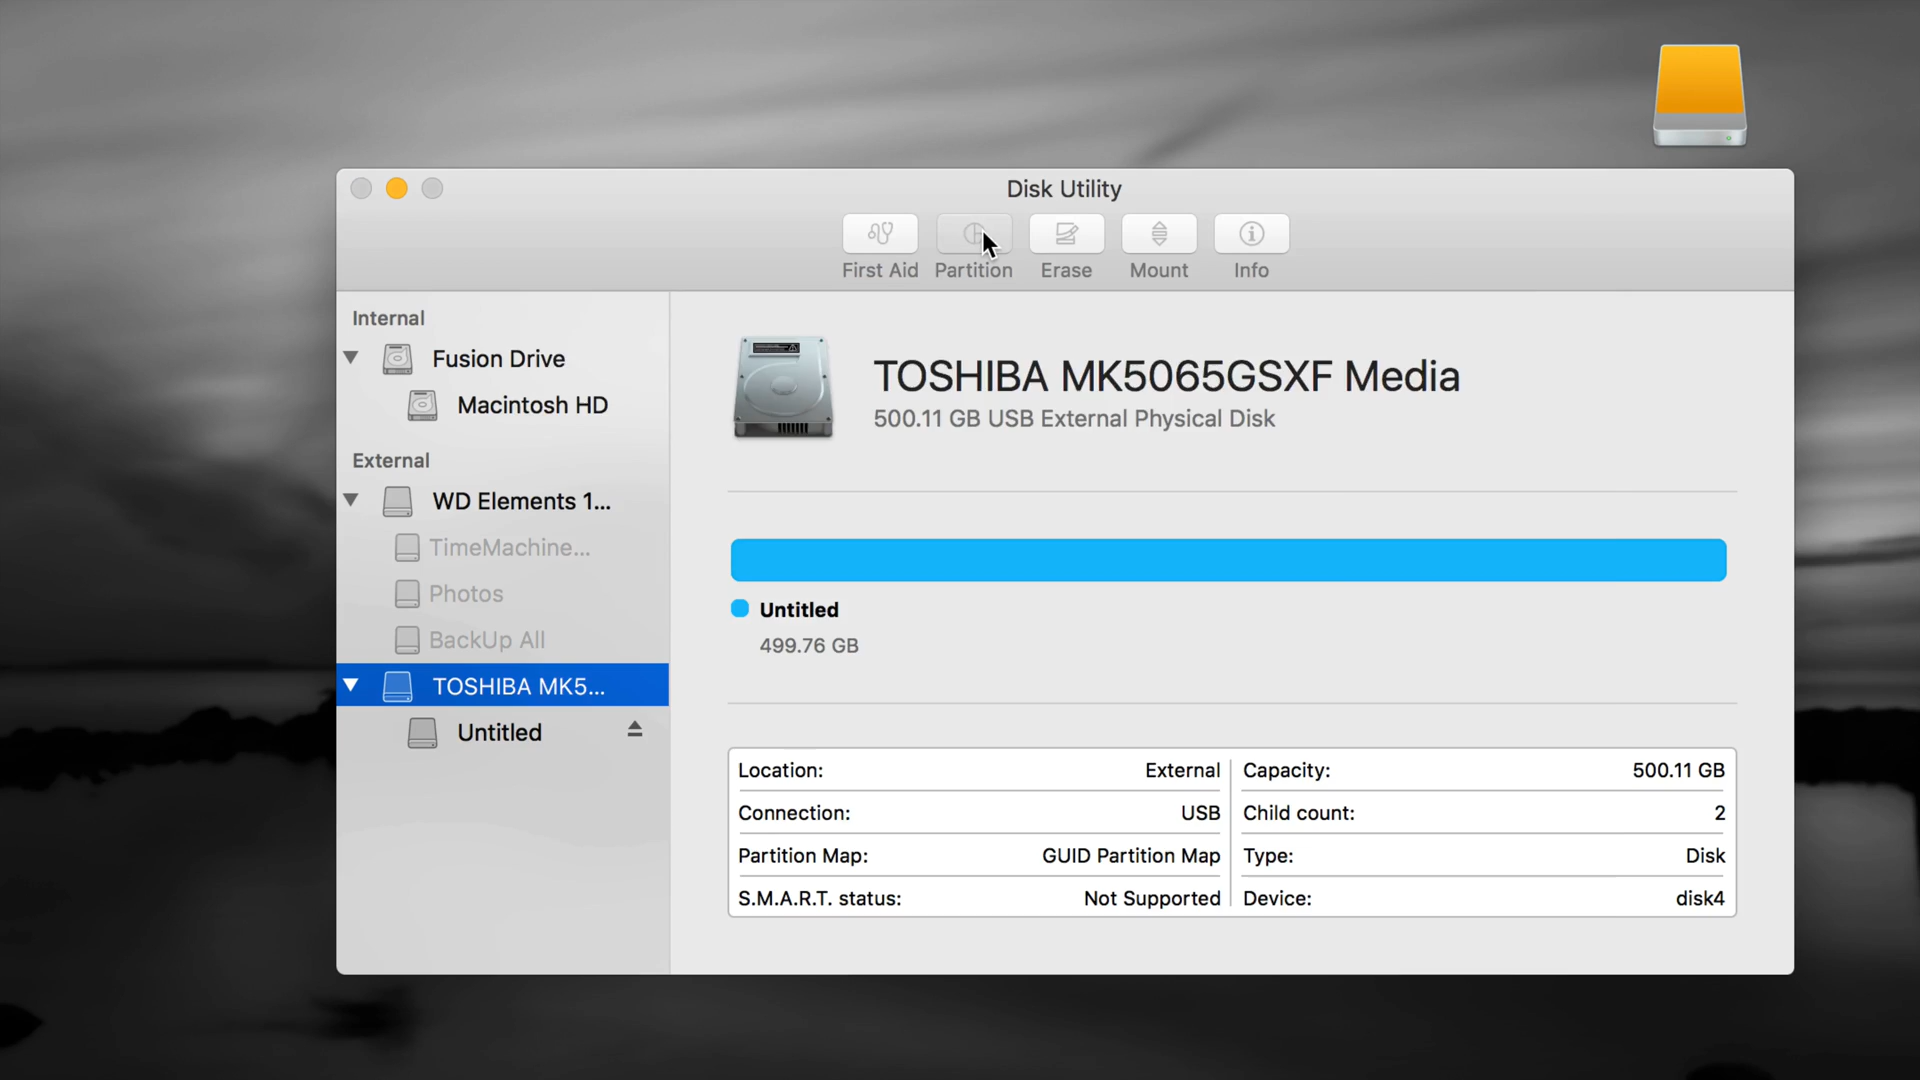 Disk Utility
First Aid
Partition
Erase
Mount
Info
Internal
Fusion Drive
Macintosh HD
External
WD Elements 1...
TimeMachine...
Photos
BackUp All
TOSHIBA MK5...
Untitled
TOSHIBA MK5065GSXF Media
500.11 GB USB External Physical Disk
Untitled
499.76 GB
Location: External
Capacity: 500.11 GB
Connection: USB
Child count: 2
Partition Map: GUID Partition Map
Type: Disk
S.M.A.R.T. status: Not Supported
Device: disk4